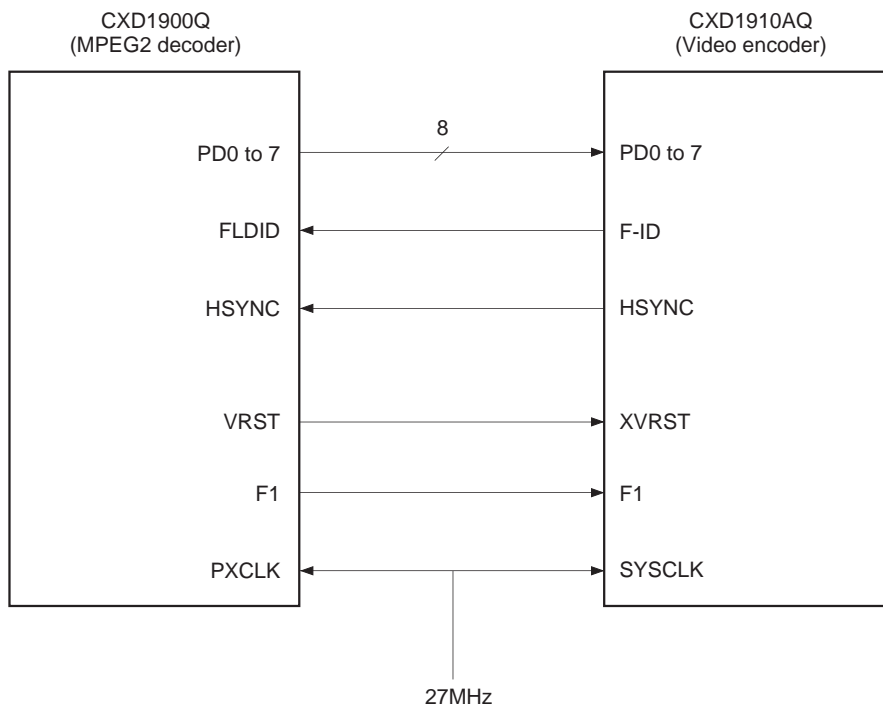 CXD1900Q
(MPEG2 decoder)
CXD1910AQ
(Video encoder)
8
PD0 to 7
PD0 to 7
FLDID
F-ID
HSYNC
HSYNC
VRST
XVRST
F1
F1
PXCLK
SYSCLK
27MHz